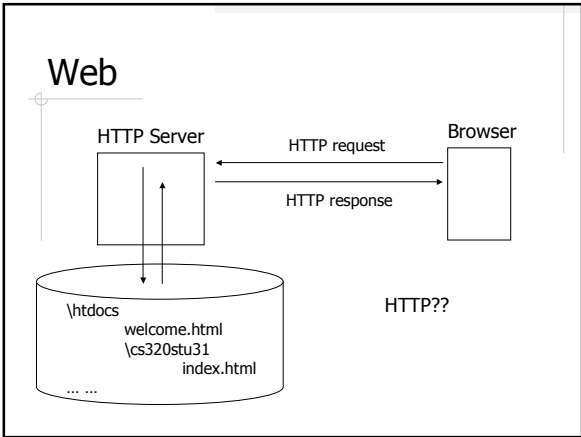 Web
HTTP Server
Browser
HTTP request
HTTP response
\htdocs
welcome.html
\cs320stu31
index.html
... ...
HTTP??